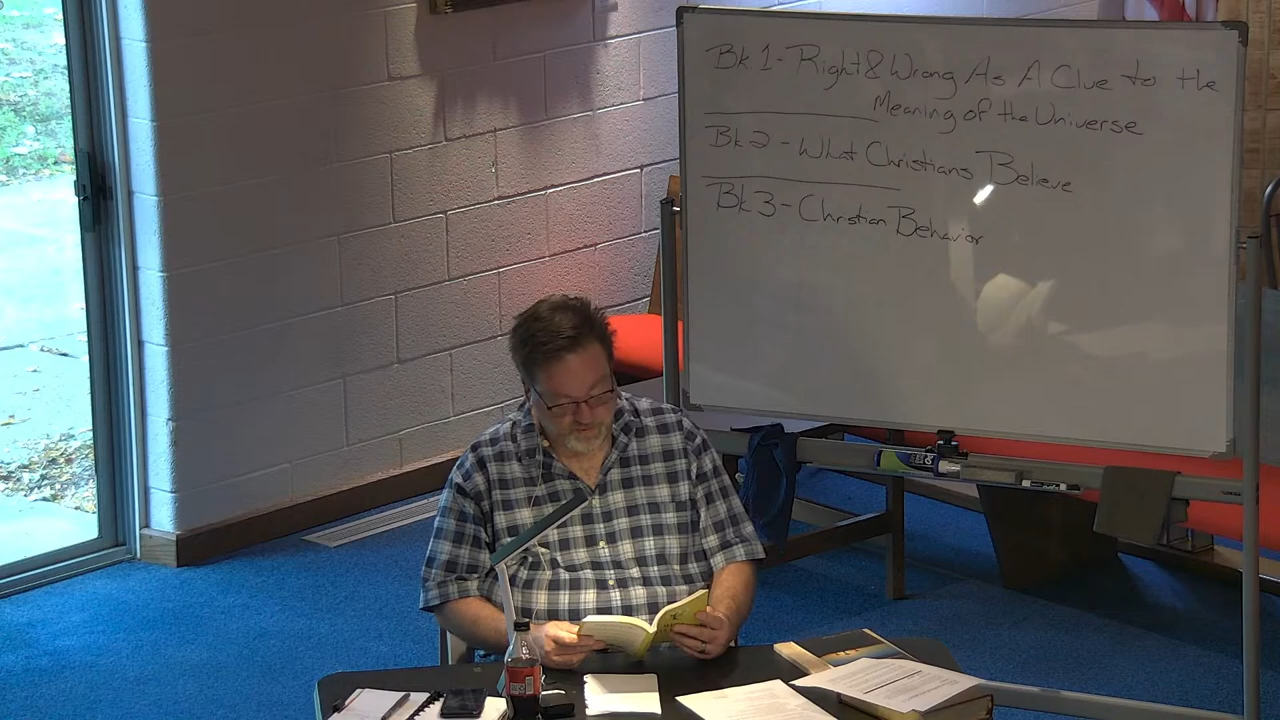 Bk 1 - Right & Wrong As A Clue to the
Meaning of the Universe
Bk 2 - What Christians Believe
Bk 3 - Christian Behavior